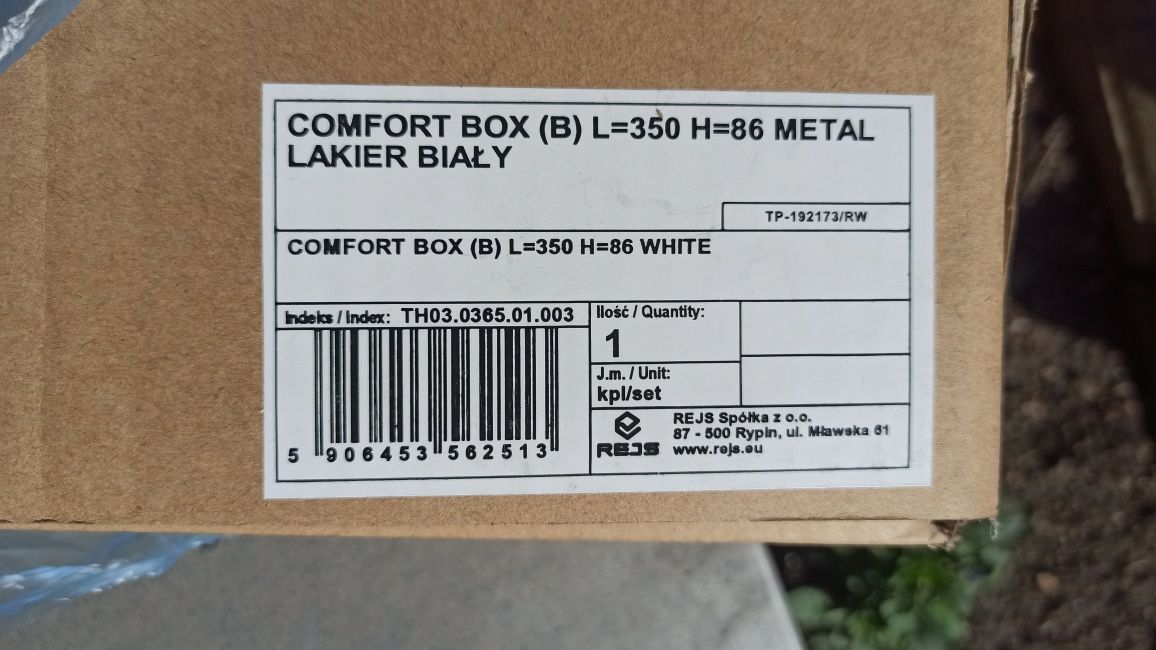 COMFORT BOX (B) L=350 H=86 METAL
LAKIER BIAŁY
TP-192173/RW
COMFORT BOX (B) L=350 H=86 WHITE
Indeks / Index: TH03.0365.01.003
5 906453 562513
Ilość / Quantity:
1
J.m. / Unit:
kpl/set
REJS
REJS Spółka z o.o.
87 - 500 Rypin, ul. Mławska 61
www.rejs.eu